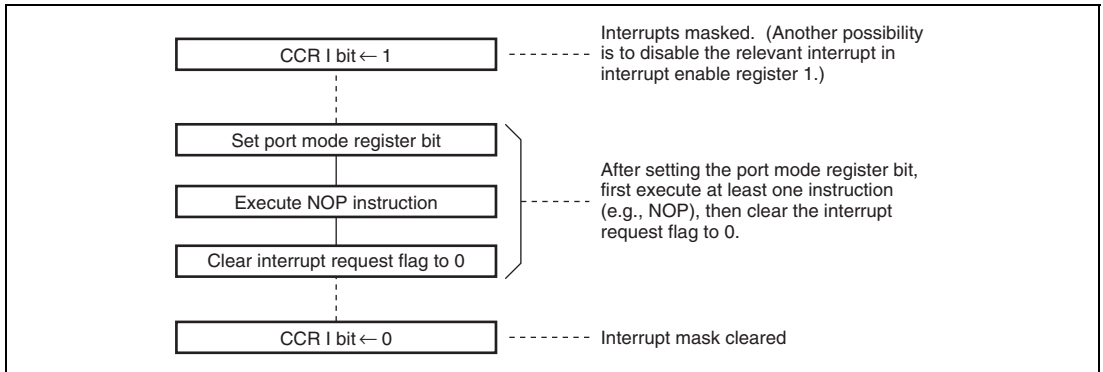 CCR I bit ← 1
Interrupts masked. (Another possibility
is to disable the relevant interrupt in
interrupt enable register 1.)
Set port mode register bit
Execute NOP instruction
Clear interrupt request flag to 0
After setting the port mode register bit,
first execute at least one instruction
(e.g., NOP), then clear the interrupt
request flag to 0.
CCR I bit ← 0
Interrupt mask cleared